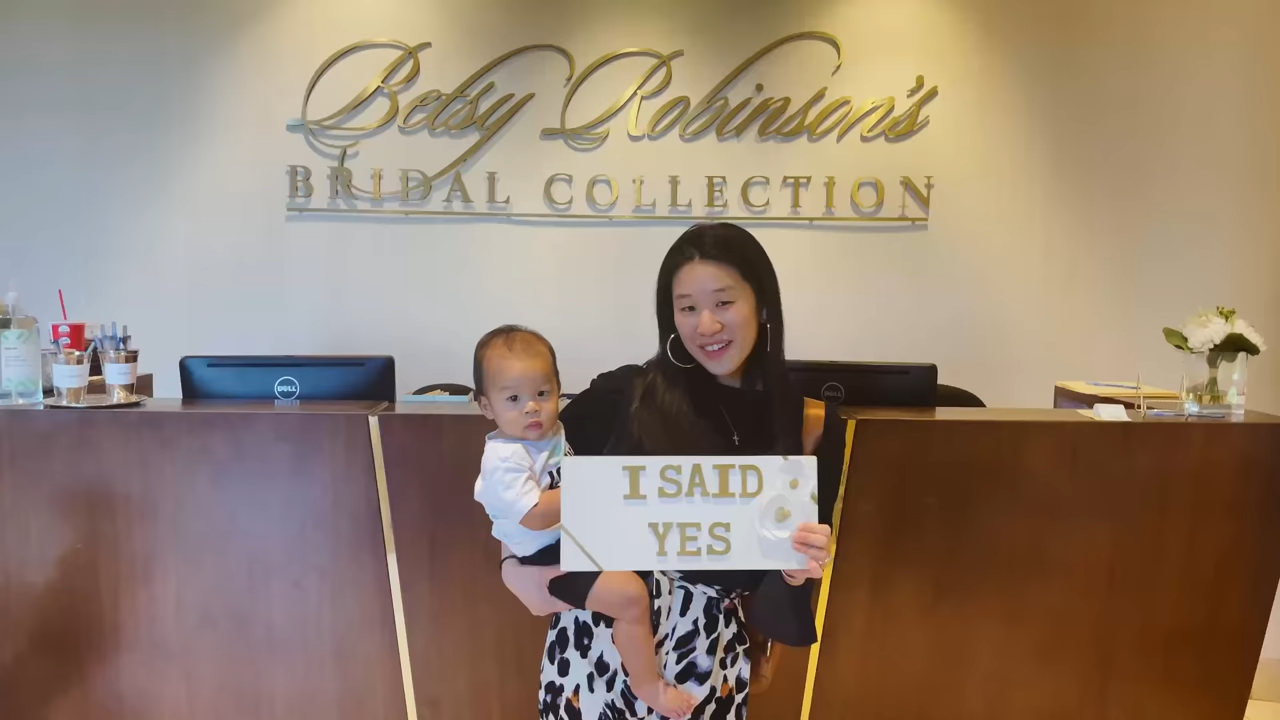 Betsy Robinson's
BRIDAL COLLECTION
DELL
DELL
I SAID
YES